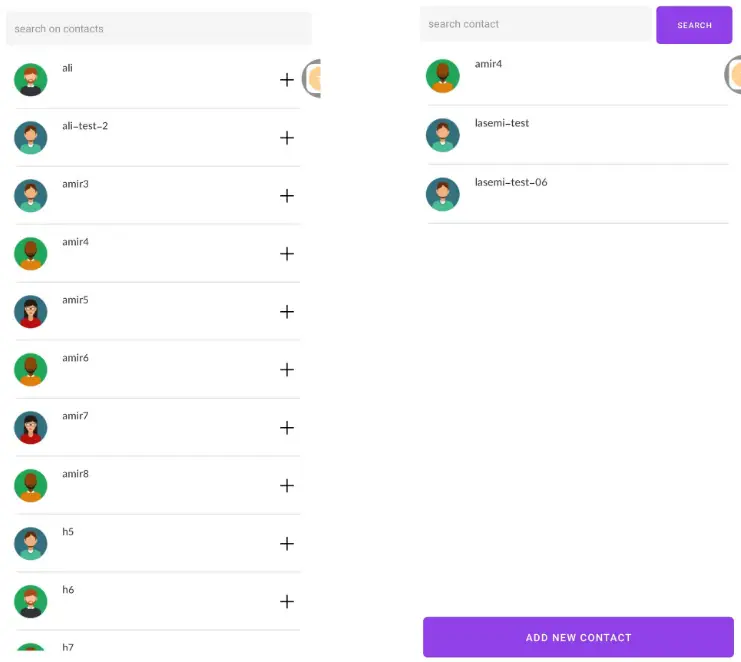 search on contacts
ali
ali-test-2
amir3
amir4
amir5
amir6
amir7
amir8
h5
h6
h7
search contact
SEARCH
amir4
lasemi-test
lasemi-test-06
ADD NEW CONTACT